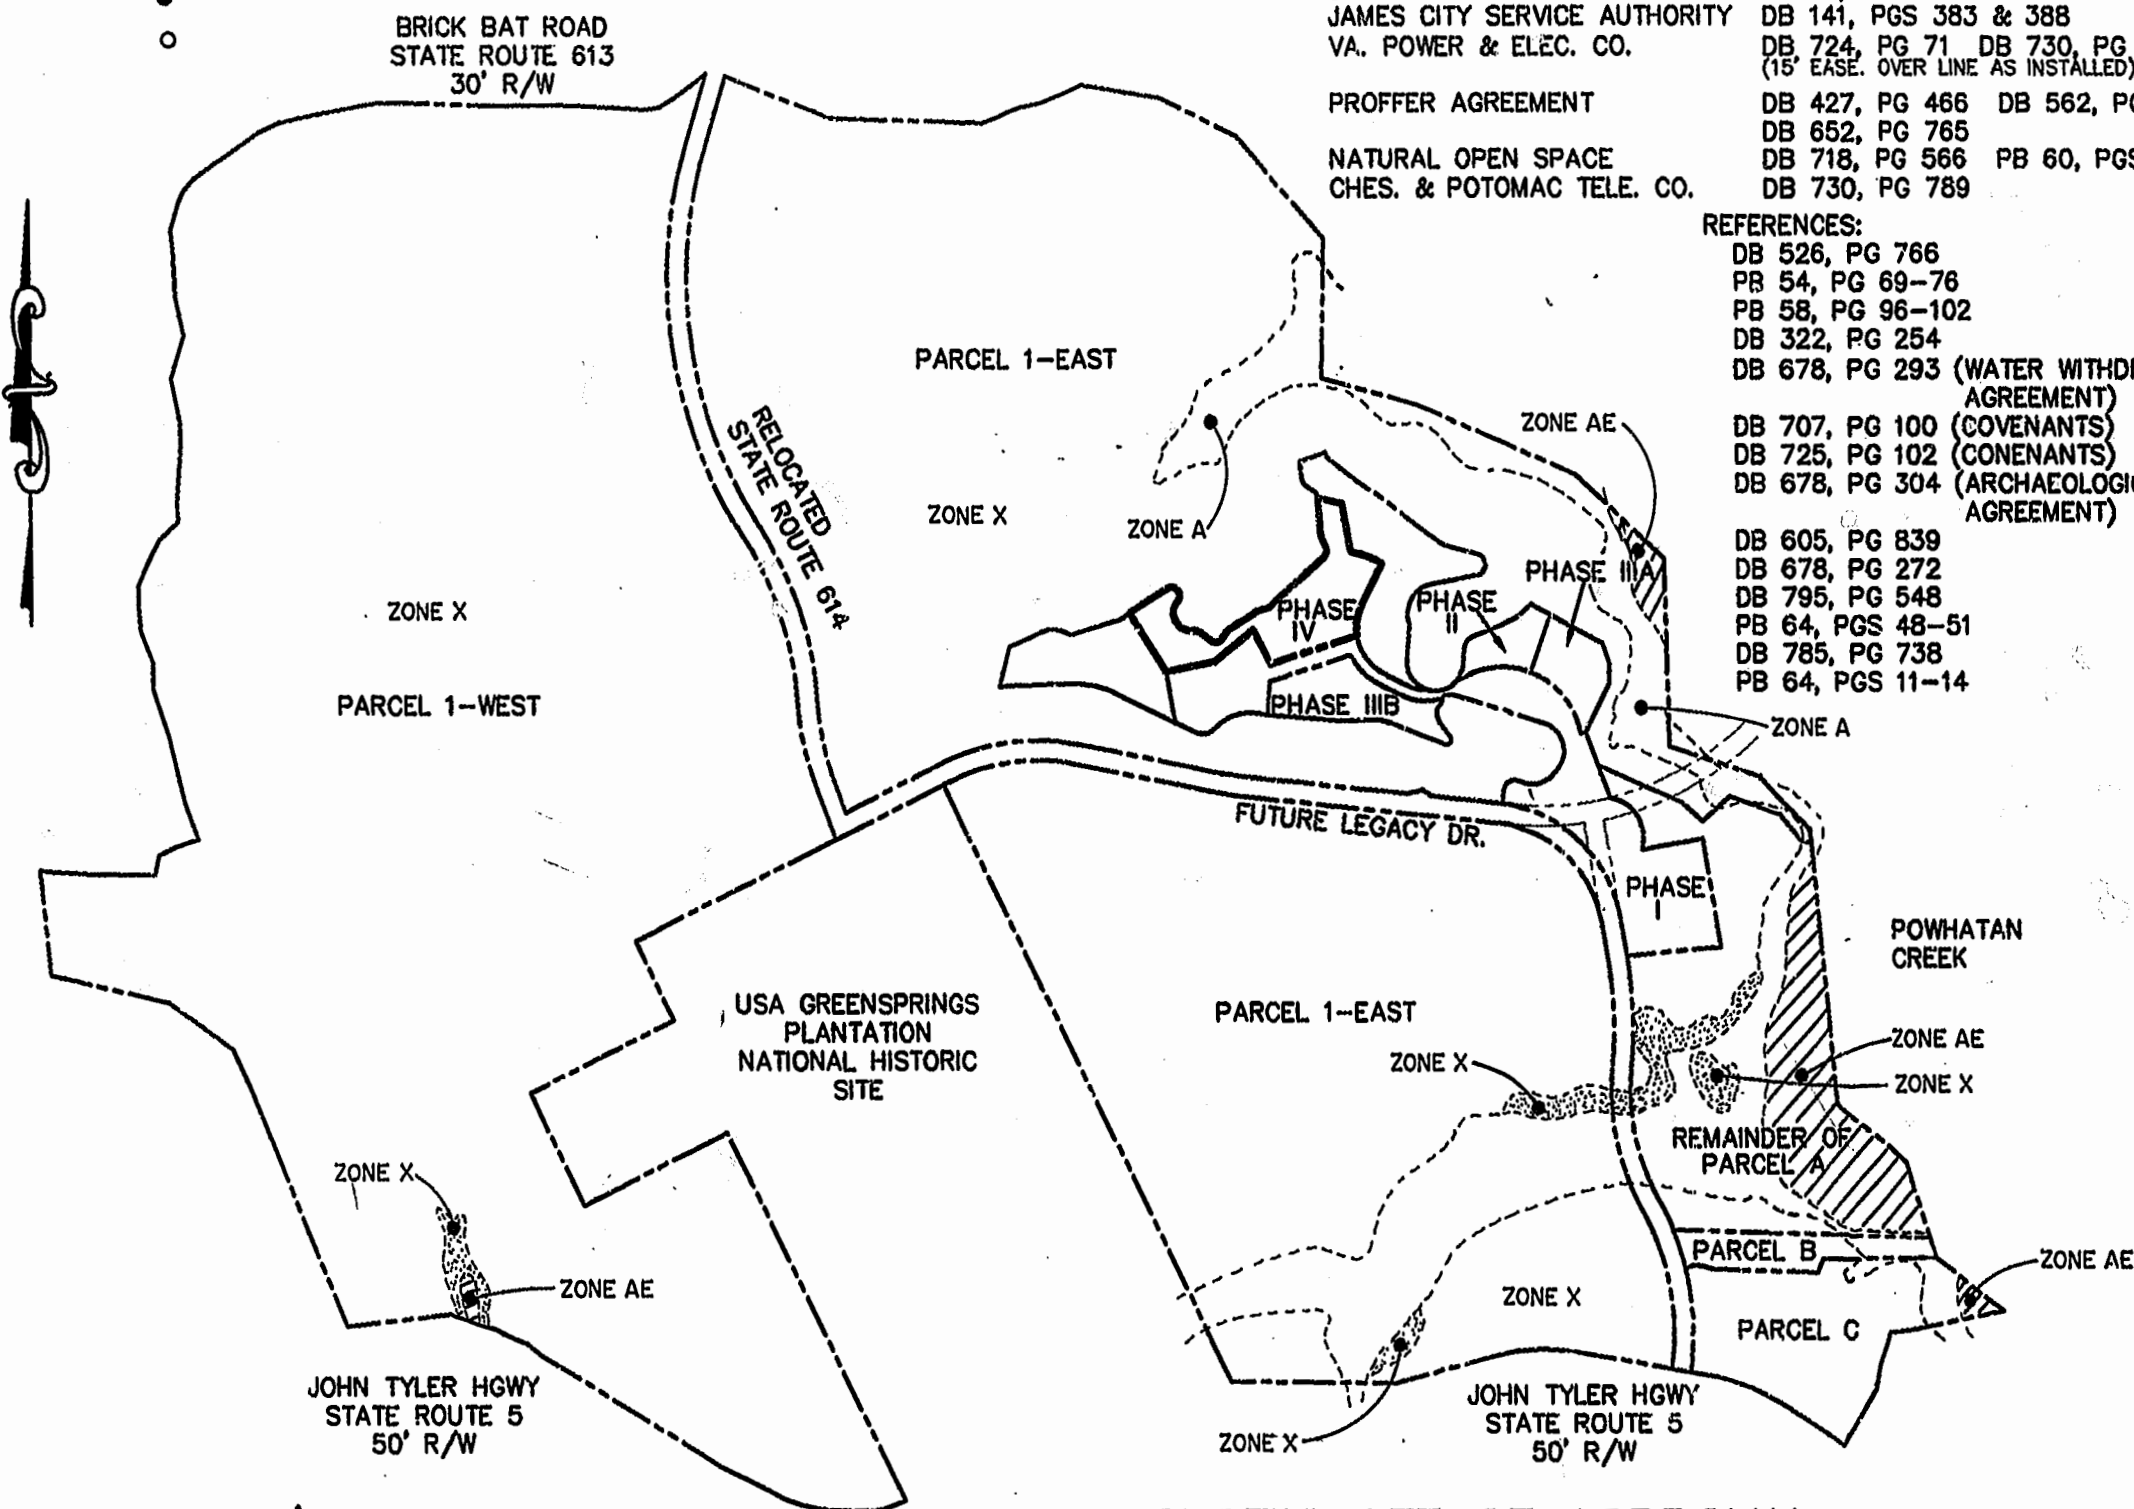 BRICK BAT ROAD
STATE ROUTE 613
30' R/W
JAMES CITY SERVICE AUTHORITY DB 141, PGS 383 & 388
VA. POWER & ELEC. CO. DB 724, PG 71 DB 730, PG
(15' EASE. OVER LINE AS INSTALLED)
PROFFER AGREEMENT DB 427, PG 466 DB 562, PG
DB 652, PG 765
NATURAL OPEN SPACE DB 718, PG 566 PB 60, PGS
CHES. & POTOMAC TELE. CO. DB 730, PG 789
REFERENCES:
DB 526, PG 766
PB 54, PG 69-76
PB 58, PG 96-102
DB 322, PG 254
DB 678, PG 293 (WATER
AGREEMENT)
DB 707, PG 100 (COVENANTS)
DB 725, PG 102 (CONENANTS)
DB 678, PG 304
AGREEMENT)
DB 605, PG 839
DB 678, PG 272
DB 795, PG 548
PB 64, PGS 48-51
DB 785, PG 738
PB 64, PGS 11-14
PARCEL 1-EAST
RELOCATED
STATE ROUTE 614
ZONE AE
ZONE X
ZONE A
PHASE IIIA
ZONE X
PHASE
IV
PHASE
II
PARCEL 1-WEST
PHASE IIIB
ZONE A
FUTURE LEGACY DR.
PHASE
I
POWHATAN
CREEK
USA GREENSPRINGS
PLANTATION
NATIONAL HISTORIC
SITE
PARCEL 1-EAST
ZONE X
ZONE AE
ZONE X
REMAINDER OF
PARCEL A
ZONE X
PARCEL B
ZONE AE
ZONE AE
ZONE X
PARCEL C
JOHN TYLER HGWY
STATE ROUTE 5
50' R/W
JOHN TYLER HGWY
STATE ROUTE 5
50' R/W
ZONE X